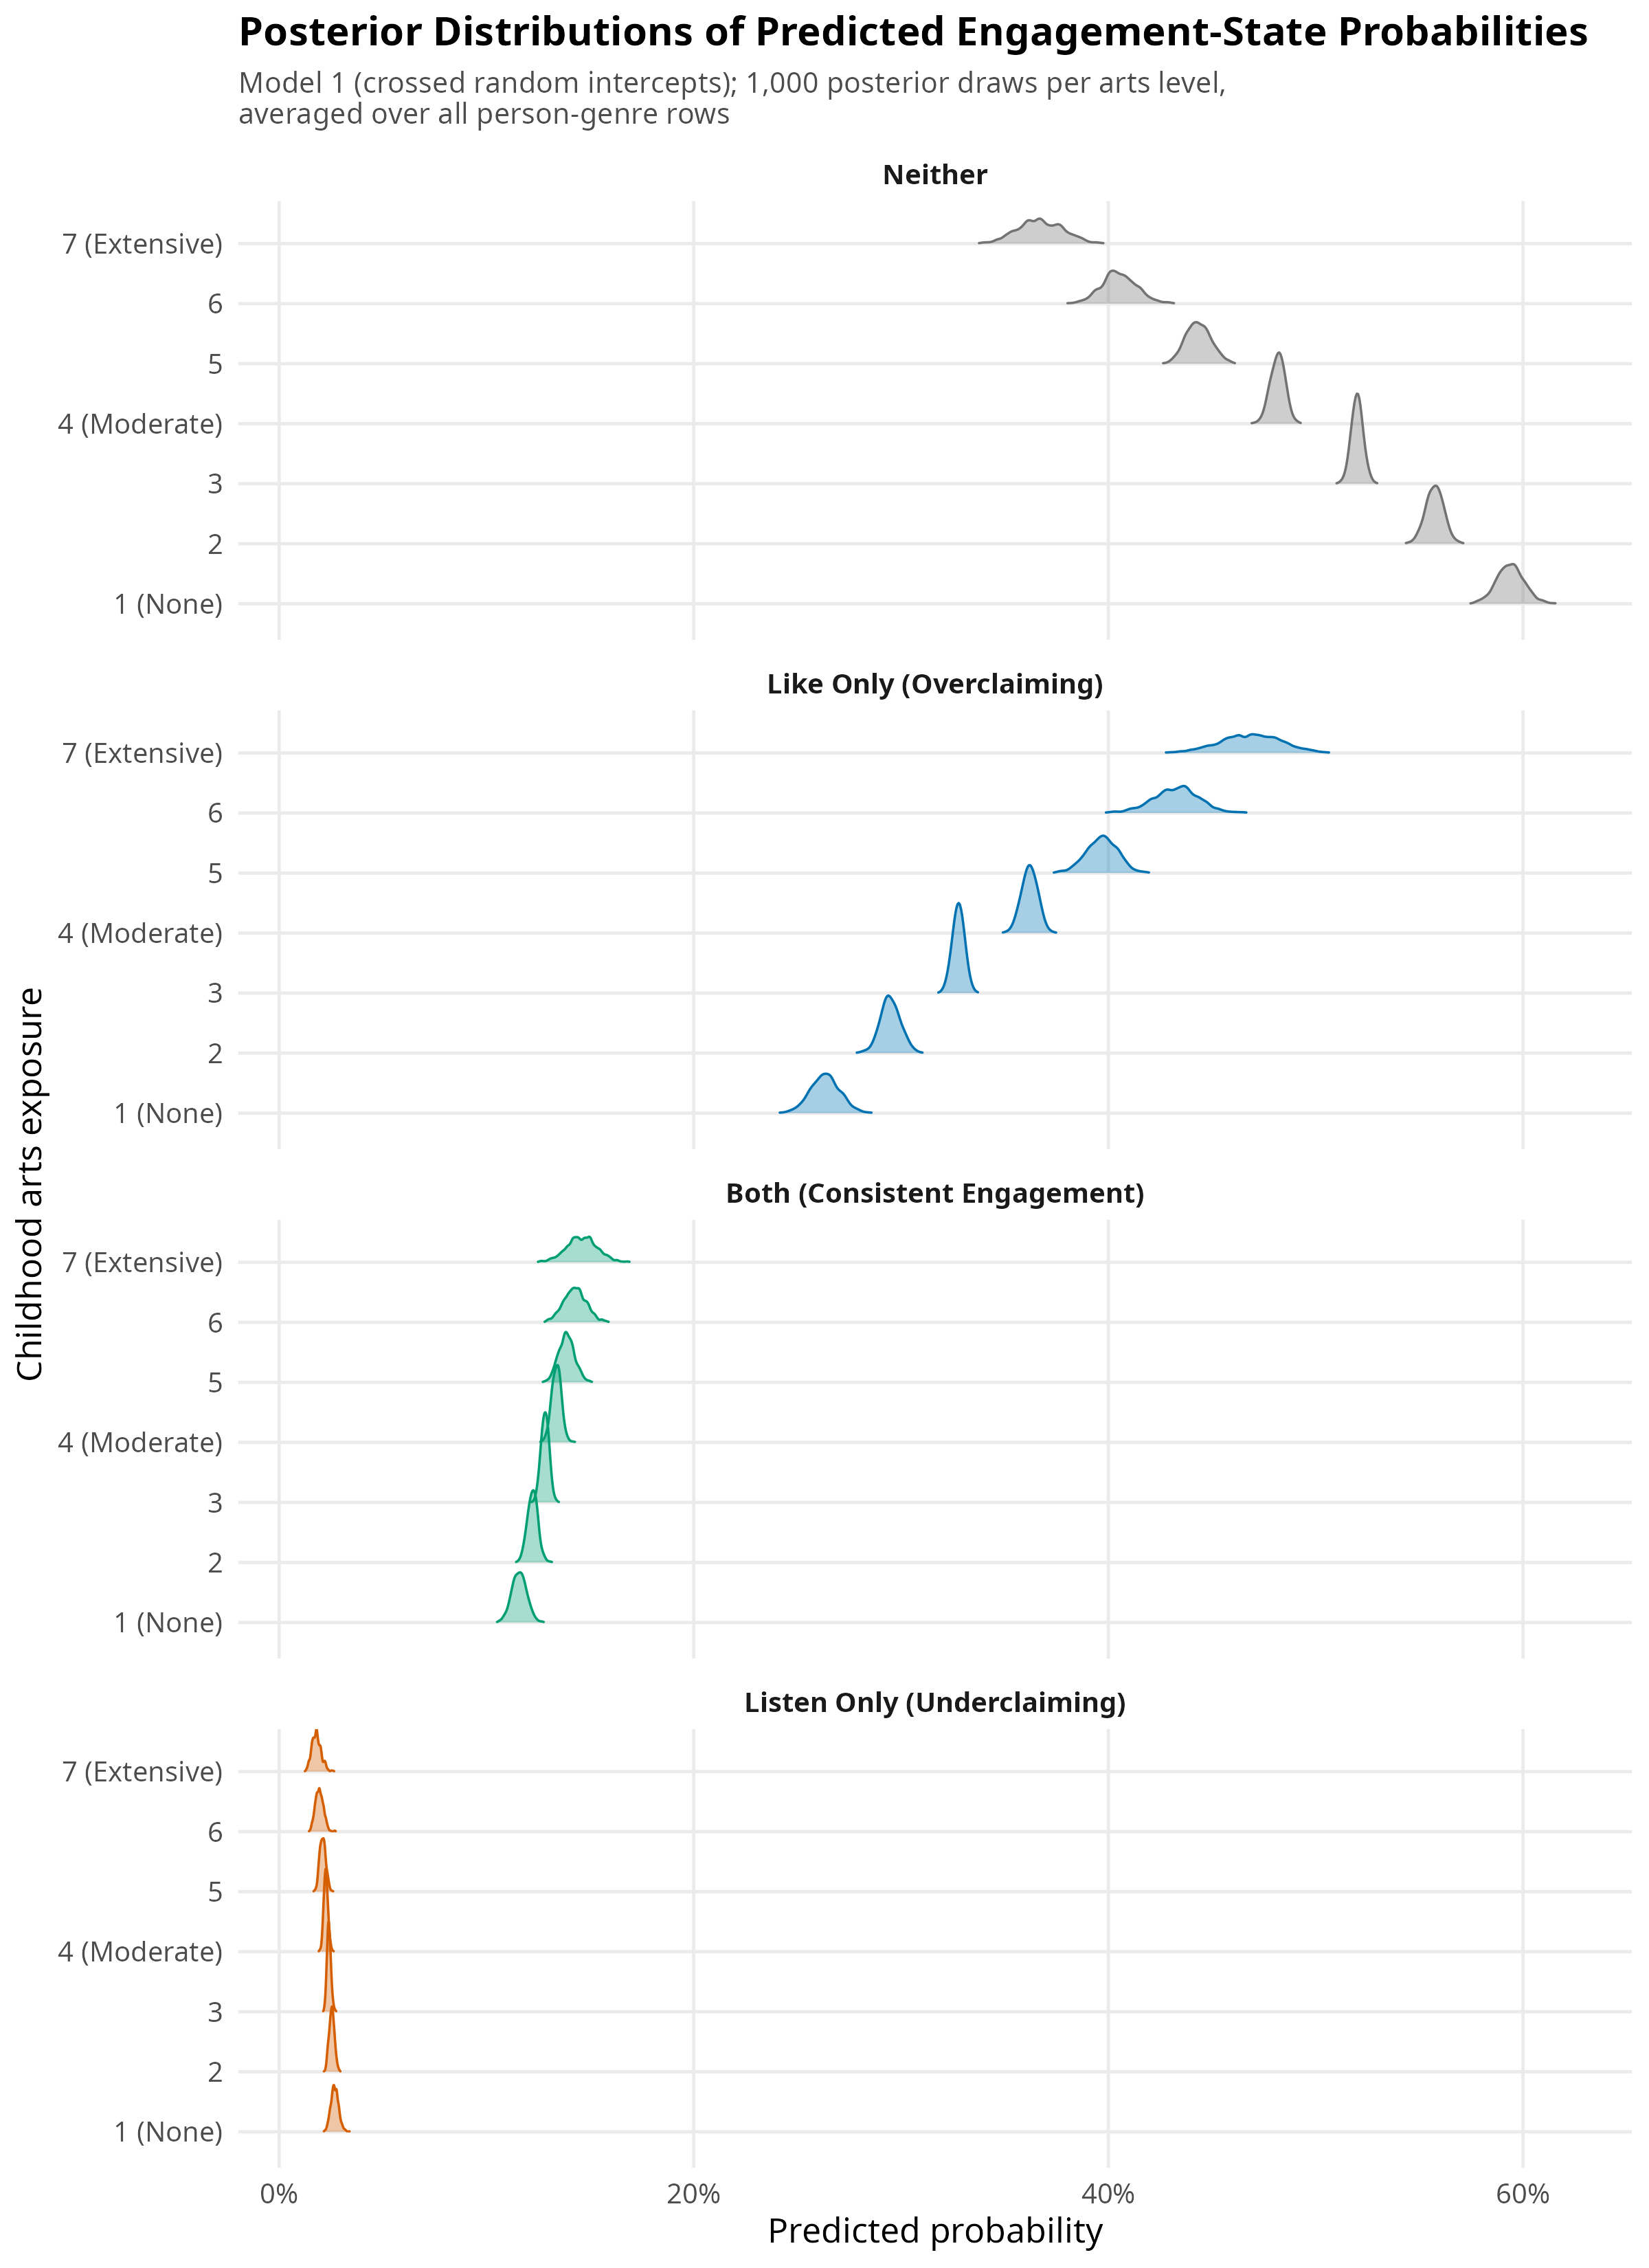 Posterior Distributions of Predicted Engagement-State Probabilities
Model 1 (crossed random intercepts); 1,000 posterior draws per arts level,
averaged over all person-genre rows
Neither
7 (Extensive)
6
5
4 (Moderate)
3
2
1 (None)
Like Only (Overclaiming)
7 (Extensive)
6
5
4 (Moderate)
3
2
1 (None)
Both (Consistent Engagement)
7 (Extensive)
6
5
4 (Moderate)
3
2
1 (None)
Listen Only (Underclaiming)
7 (Extensive)
6
5
4 (Moderate)
3
2
1 (None)
Childhood arts exposure
0%
20%
40%
60%
Predicted probability